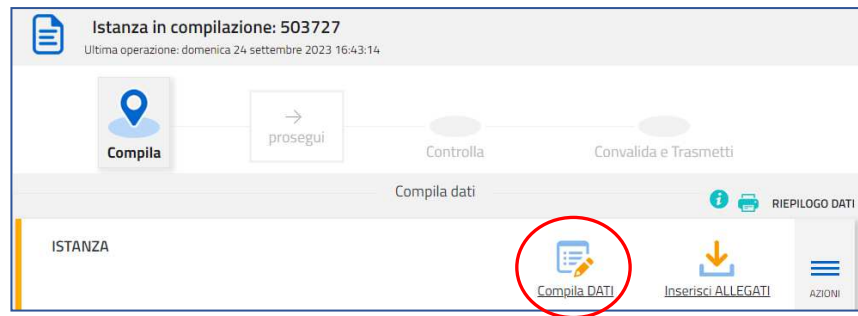 Istanza in compilazione: 503727
Ultima operazione: domenica 24 settembre 2023 16:43:14
Compila
prosegui
Controlla
Convalida e Trasmetti
Compila dati
RIEPILOGO DATI
ISTANZA
Compila DATI
Inserisci ALLEGATI
AZIONI